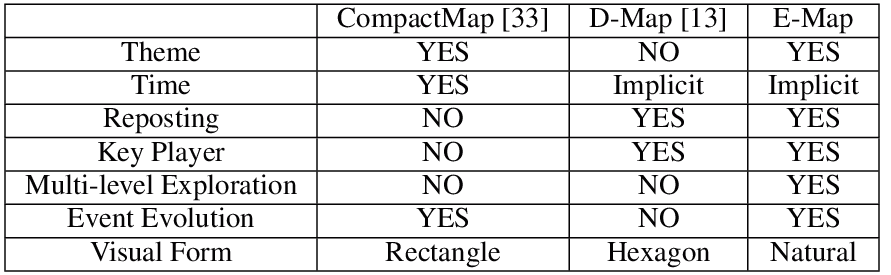 CompactMap [33] D-Map [13] E-Map
Theme YES NO YES
Time YES Implicit Implicit
Reposting NO YES YES
Key Player NO YES YES
Multi-level Exploration NO NO YES
Event Evolution YES NO YES
Visual Form Rectangle Hexagon Natural